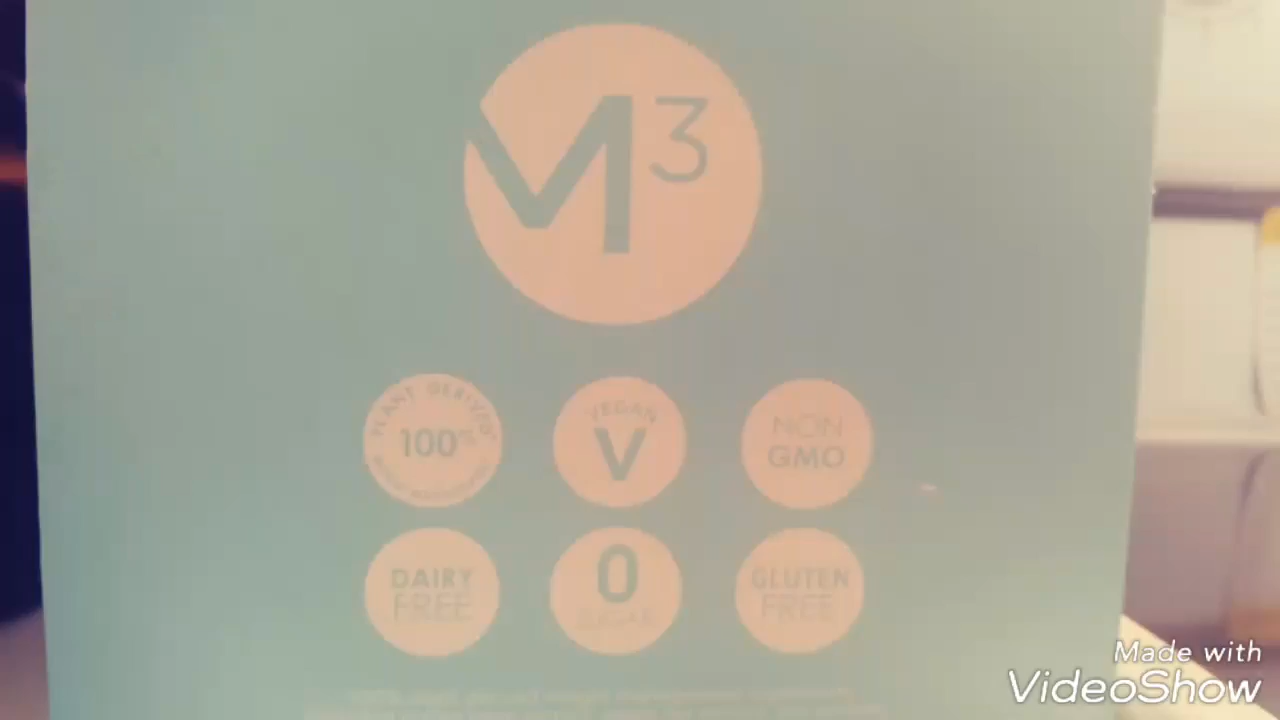 M³
PLANT DERIVED
100%
VEGAN
V
NON
GMO
DAIRY
FREE
0
SUGAR
GLUTEN
FREE
Made with
VideoShow